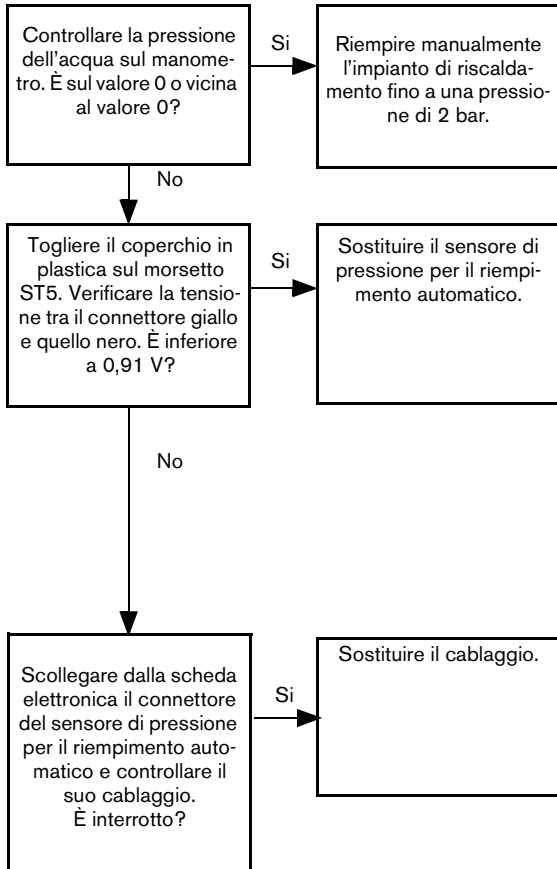 Controllare la pressione
dell'acqua sul manome-
tro. È sul valore 0 o vicina
al valore 0?
Si
Riempire manualmente
l'impianto di riscalda-
mento fino a una pressio-
ne di 2 bar.
No
Togliere il coperchio in
plastica sul morsetto
ST5. Verificare la tensio-
ne tra il connettore giallo
e quello nero. È inferiore
a 0,91 V?
Si
Sostituire il sensore di
pressione per il riempi-
mento automatico.
No
Scollegare dalla scheda
elettronica il connettore
del sensore di pressione
per il riempimento auto-
matico e controllare il
suo cablaggio.
È interrotto?
Si
Sostituire il cablaggio.